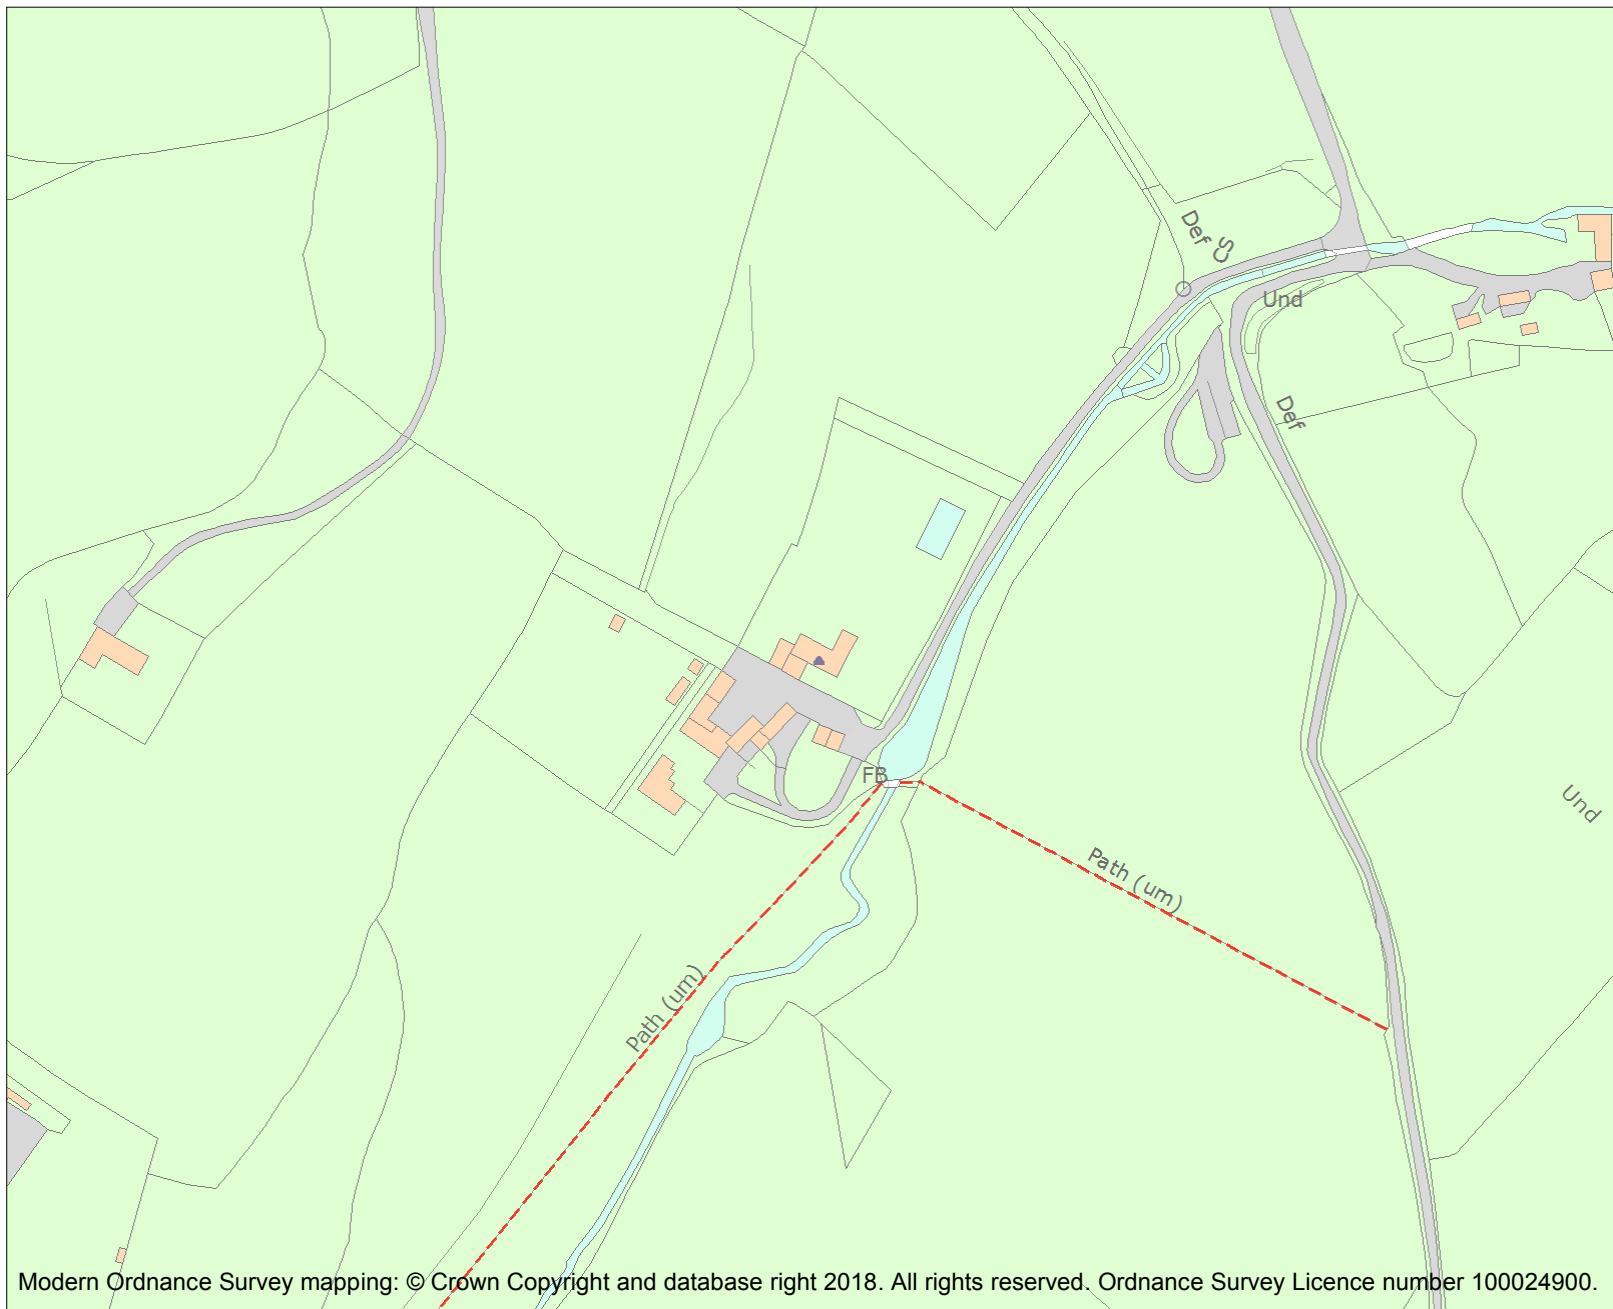 Def
CS
Und
Def
FB
Und
Path (um)
Path (um)
Modern Ordnance Survey mapping: © Crown Copyright and database right 2018. All rights reserved. Ordnance Survey Licence number 100024900.